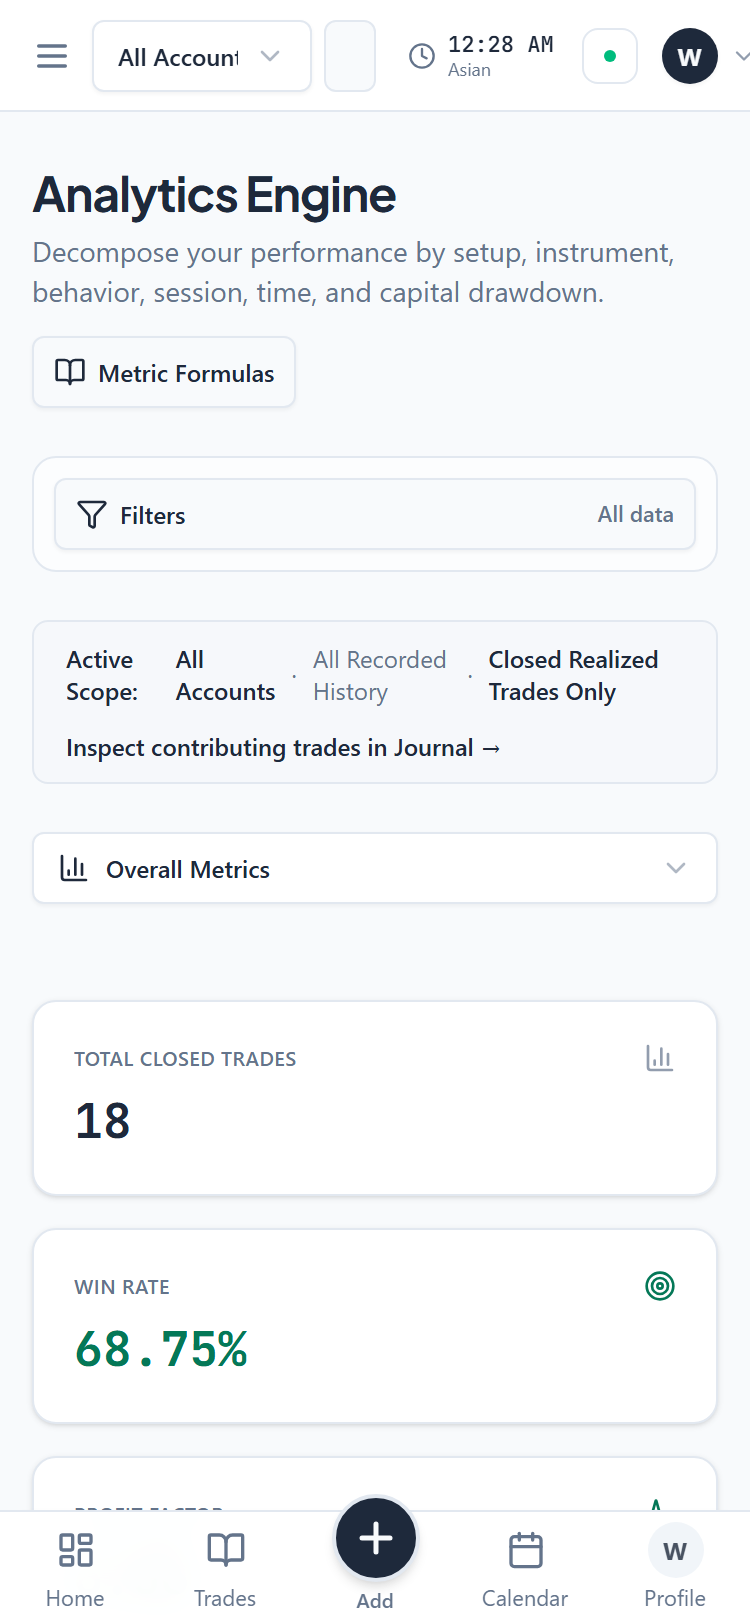 All Account
12:28 AM
Asian
W
Analytics Engine
Decompose your performance by setup, instrument,
behavior, session, time, and capital drawdown.
Metric Formulas
Filters
All data
Active Scope:
All Accounts
·
All Recorded History
·
Closed Realized Trades Only
Inspect contributing trades in Journal →
Overall Metrics
TOTAL CLOSED TRADES
18
WIN RATE
68.75%
PROFIT FACTOR
Home
Trades
Add
Calendar
W
Profile